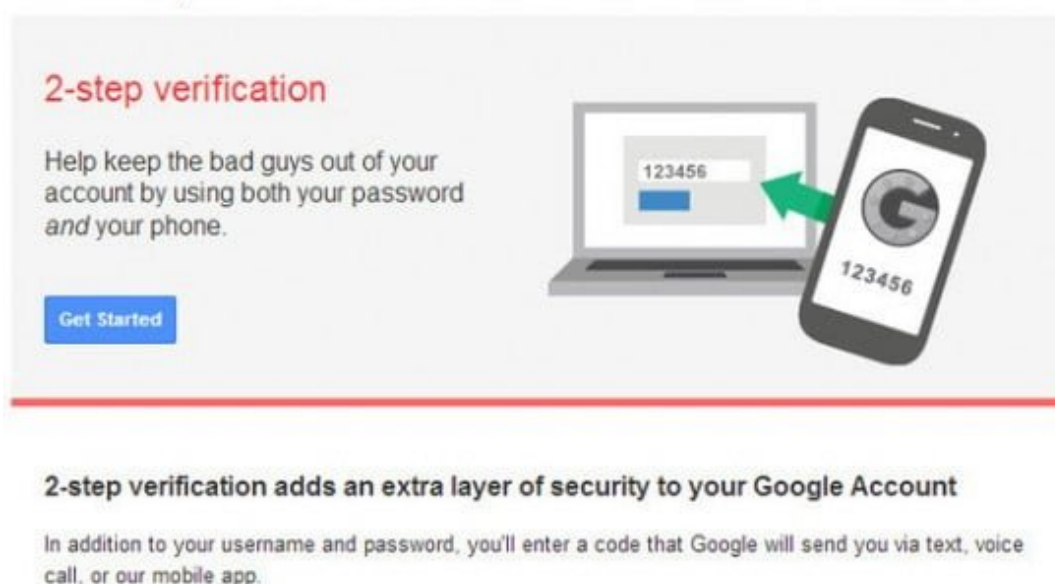 2-step verification
Help keep the bad guys out of your
account by using both your password
and your phone.
Get Started
123456
123456
2-step verification adds an extra layer of security to your Google Account
In addition to your username and password, you'll enter a code that Google will send you via text, voice
call, or our mobile app.